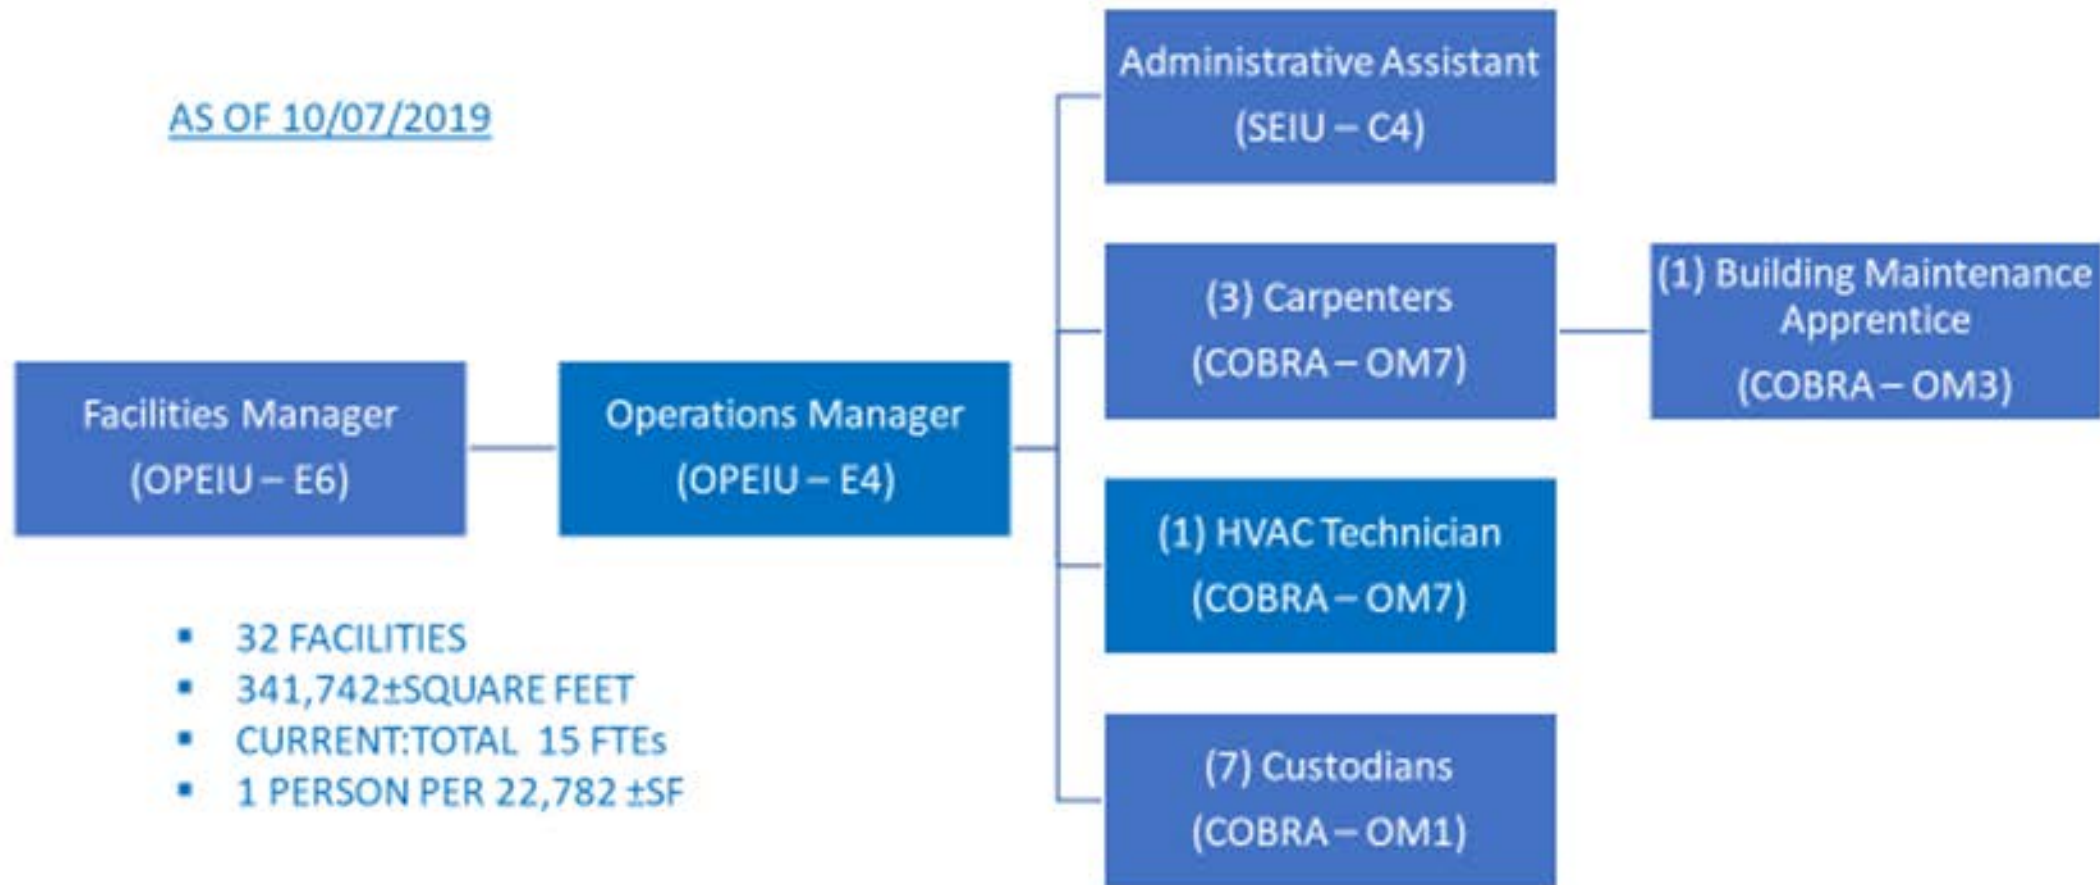 AS OF 10/07/2019
Facilities Manager
(OPEIU – E6)
Operations Manager
(OPEIU – E4)
Administrative Assistant
(SEIU – C4)
(3) Carpenters
(COBRA – OM7)
(1) Building Maintenance
Apprentice
(COBRA – OM3)
(1) HVAC Technician
(COBRA – OM7)
(7) Custodians
(COBRA – OM1)
▪ 32 FACILITIES
▪ 341,742±SQUARE FEET
▪ CURRENT:TOTAL 15 FTEs
▪ 1 PERSON PER 22,782 ±SF